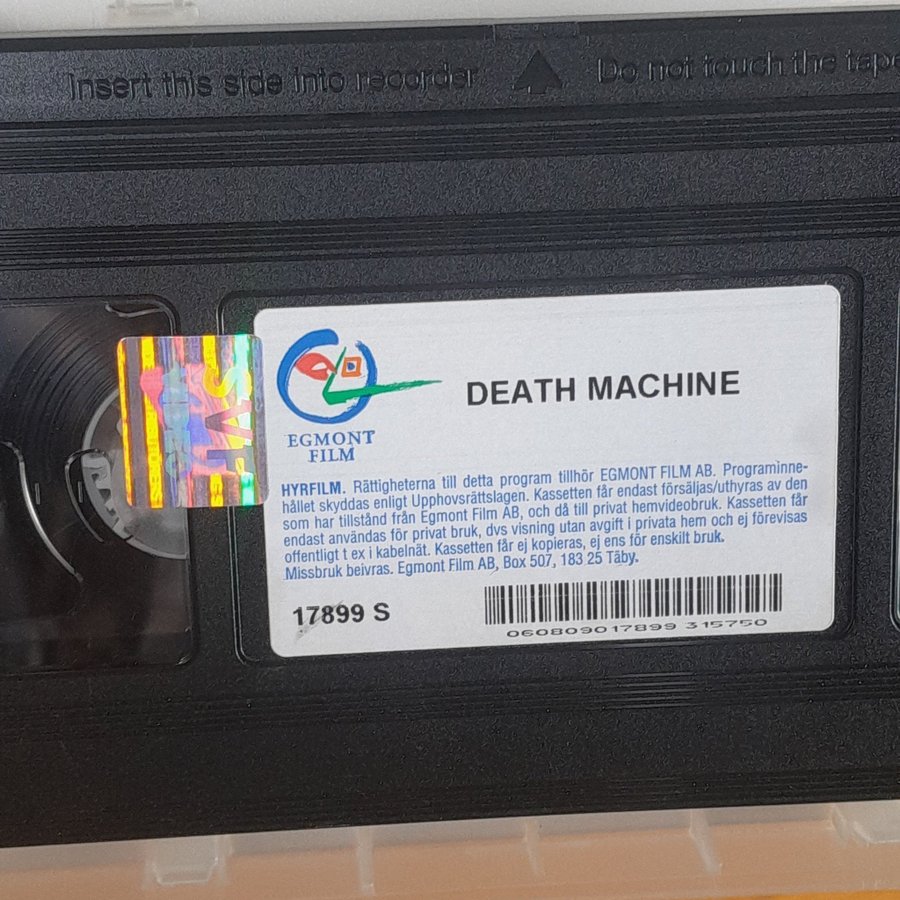 Insert this side into recorder
Do not touch the tape
SAFE
EGMONT
FILM
DEATH MACHINE
HYRFILM. Rättigheterna till detta program tillhör EGMONT FILM AB. Programinne-
hållet skyddas enligt Upphovsrättslagen. Kassetten får endast försäljas/uthyras av den
som har tillstånd från Egmont Film AB, och då till privat hemvideobruk. Kassetten får
endast användas för privat bruk, dvs visning utan avgift i privata hem och ej förevisas
offentligt t ex i kabelnät. Kassetten får ej kopieras, ej ens för enskilt bruk.
Missbruk beivras. Egmont Film AB, Box 507, 183 25 Täby.
17899 S
060809017899 315750